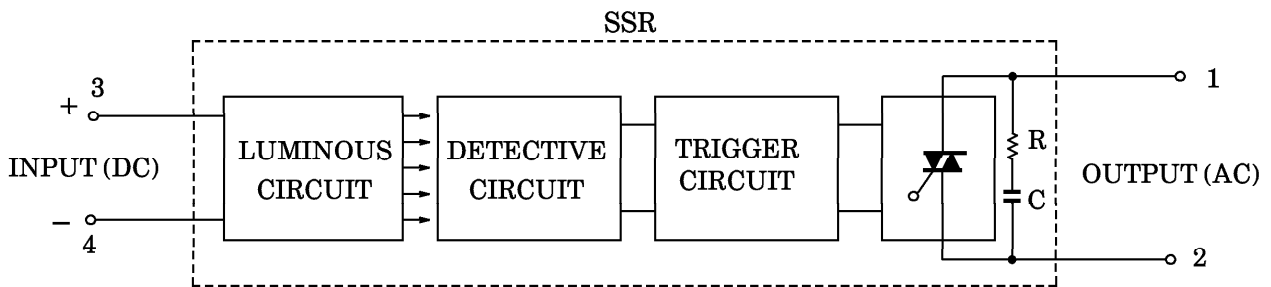 SSR
+ 3
INPUT (DC)
− 4
LUMINOUS
CIRCUIT
DETECTIVE
CIRCUIT
TRIGGER
CIRCUIT
R
C
1
OUTPUT (AC)
2